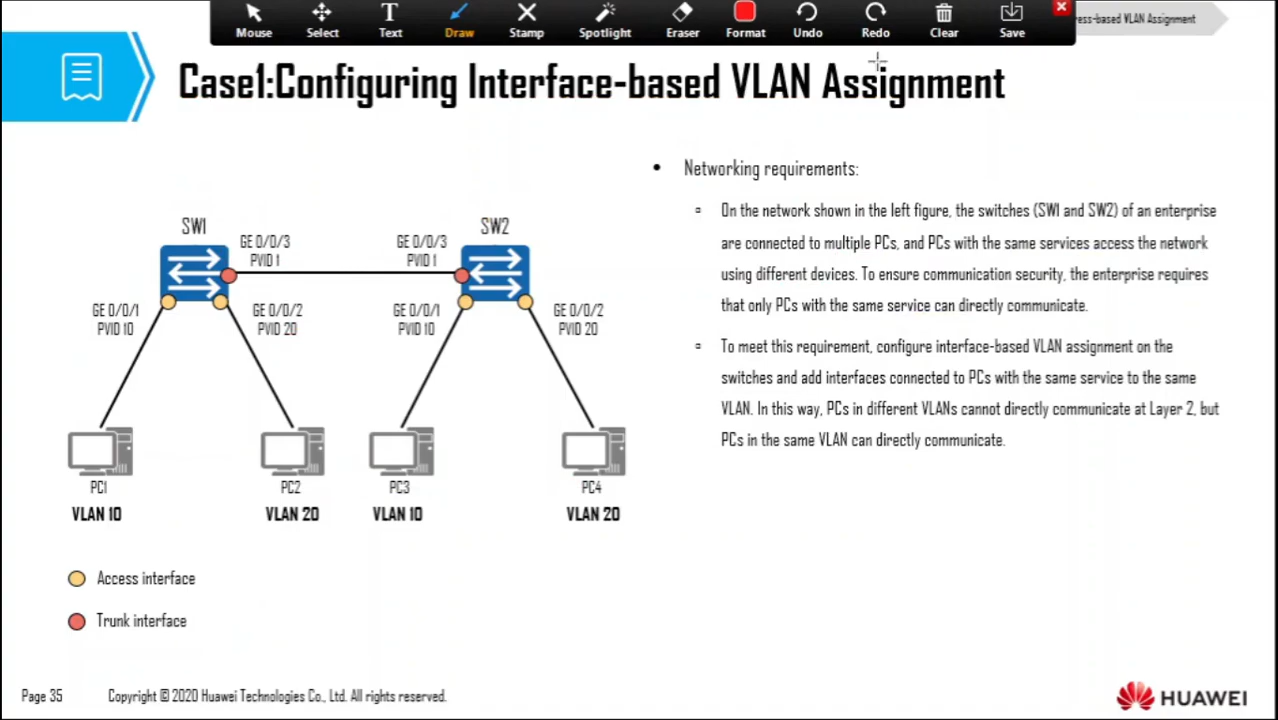 Mouse Select Text Draw Stamp Spotlight Eraser Format Undo Redo Clear Save
ess-based VLAN Assignment
Case1:Configuring Interface-based VLAN Assignment
• Networking requirements:
▫ On the network shown in the left figure, the switches (SW1 and SW2) of an enterprise
are connected to multiple PCs, and PCs with the same services access the network
using different devices. To ensure communication security, the enterprise requires
that only PCs with the same service can directly communicate.
▫ To meet this requirement, configure interface-based VLAN assignment on the
switches and add interfaces connected to PCs with the same service to the same
VLAN. In this way, PCs in different VLANs cannot directly communicate at Layer 2, but
PCs in the same VLAN can directly communicate.
SW1
SW2
GE 0/0/3
PVID 1
GE 0/0/3
PVID 1
GE 0/0/1
PVID 10
GE 0/0/2
PVID 20
GE 0/0/1
PVID 10
GE 0/0/2
PVID 20
PC1
VLAN 10
PC2
VLAN 20
PC3
VLAN 10
PC4
VLAN 20
Access interface
Trunk interface
Page 35
Copyright © 2020 Huawei Technologies Co., Ltd. All rights reserved.
HUAWEI